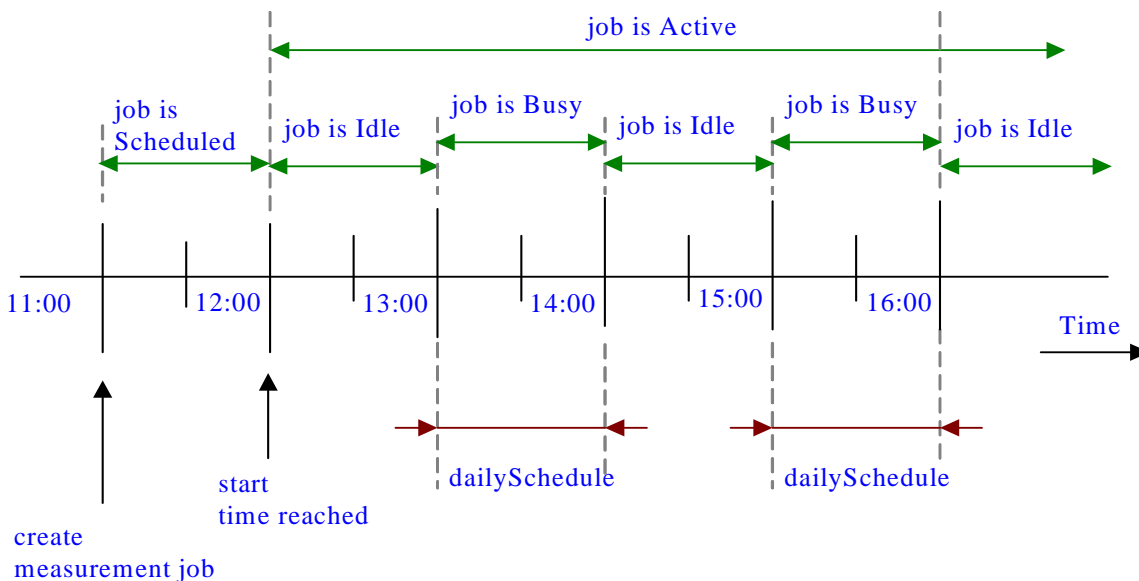 job is Active
job is
Scheduled
job is Idle
job is Busy
job is Idle
job is Busy
job is Idle
11:00
12:00
13:00
14:00
15:00
16:00
Time
dailySchedule
dailySchedule
start
time reached
create
measurement job